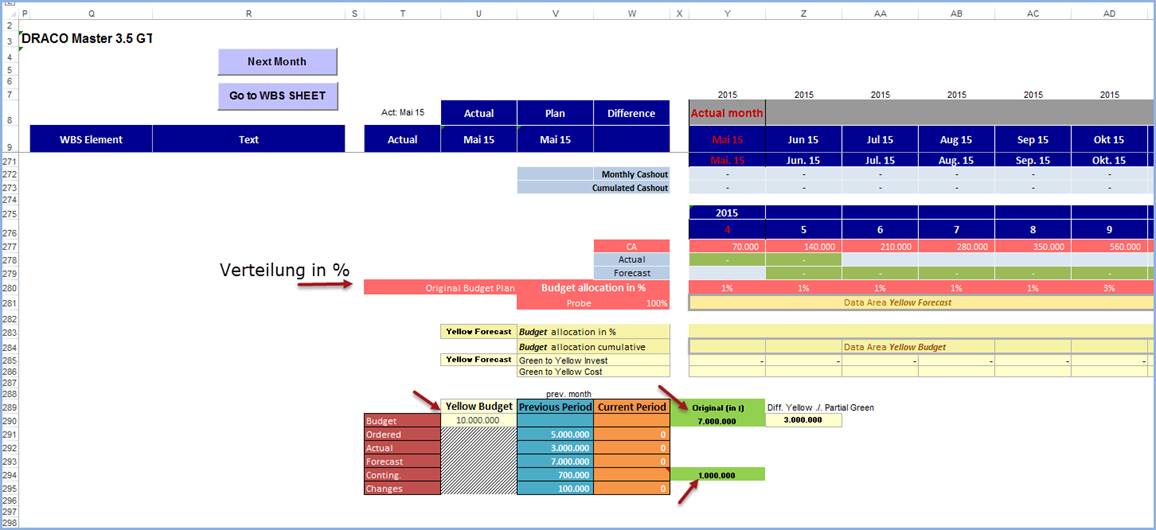 P Q R S T U V W X Y Z AA AB AC AD
2
3 DRACO Master 3.5 GT
4 Next Month
5
6 Go to WBS SHEET
7 2015 2015 2015 2015 2015 2015
8 Act: Mai 15 Actual Plan Difference Actual month
9 WBS Element Text Actual Mai 15 Mai 15 Mai 15 Jun 15 Jul 15 Aug 15 Sep 15 Okt 15
271 Mai. 15 Jun. 15 Jul. 15 Aug. 15 Sep. 15 Okt. 15
272 Monthly Cashout - - - - - -
273 Cumulated Cashout - - - - - -
274
275 2015
276 4 5 6 7 8 9
277 CA 70.000 140.000 210.000 280.000 350.000 560.000
278 Actual - -
279 Forecast - - - - -
Verteilung in %
280 Original Budget Plan Budget allocation in % 1% 1% 1% 1% 1% 3%
281 Probe 100% Data Area Yellow Forecast
282
283 Yellow Forecast Budget allocation in %
284 Budget allocation cumulative Data Area Yellow Budget
285 Yellow Forecast Green to Yellow Invest - - - - - -
286 Green to Yellow Cost
287
288 prev. month
289 Yellow Budget Previous Period Current Period Original (in t) Diff. Yellow ./. Partial Green
290 Budget 10.000.000 7.000.000 3.000.000
291 Ordered 5.000.000 0
292 Actual 3.000.000 0
293 Forecast 7.000.000 0
294 Conting. 700.000 0 1.000.000
295 Changes 100.000 0
296
297
298